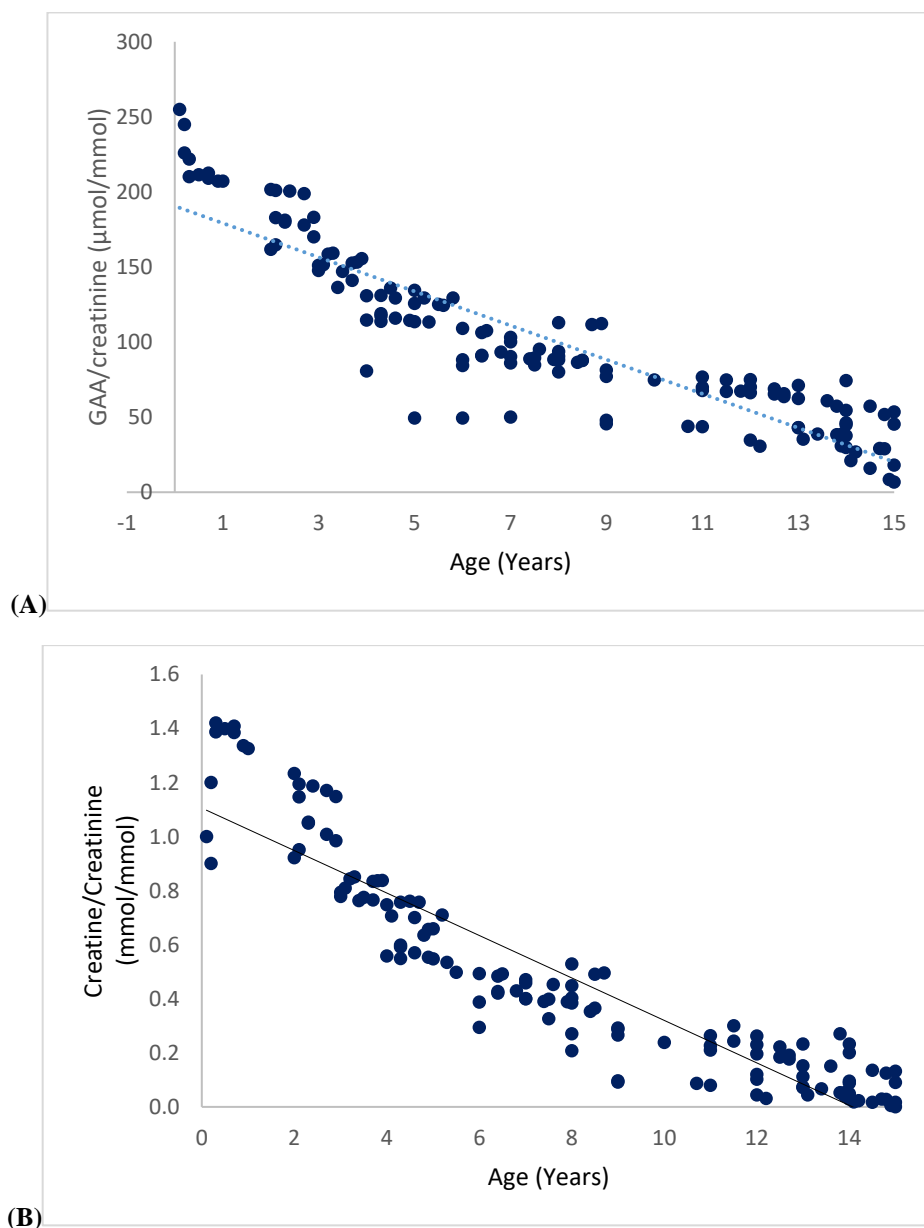 300
250
200
150
100
50
0
GAA/creatinine (µmol/mmol)
-1 1 3 5 7 9 11 13 15
Age (Years)
(A)
1.6
1.4
1.2
1.0
0.8
0.6
0.4
0.2
0.0
Creatine/Creatinine
(mmol/mmol)
0 2 4 6 8 10 12 14
Age (Years)
(B)